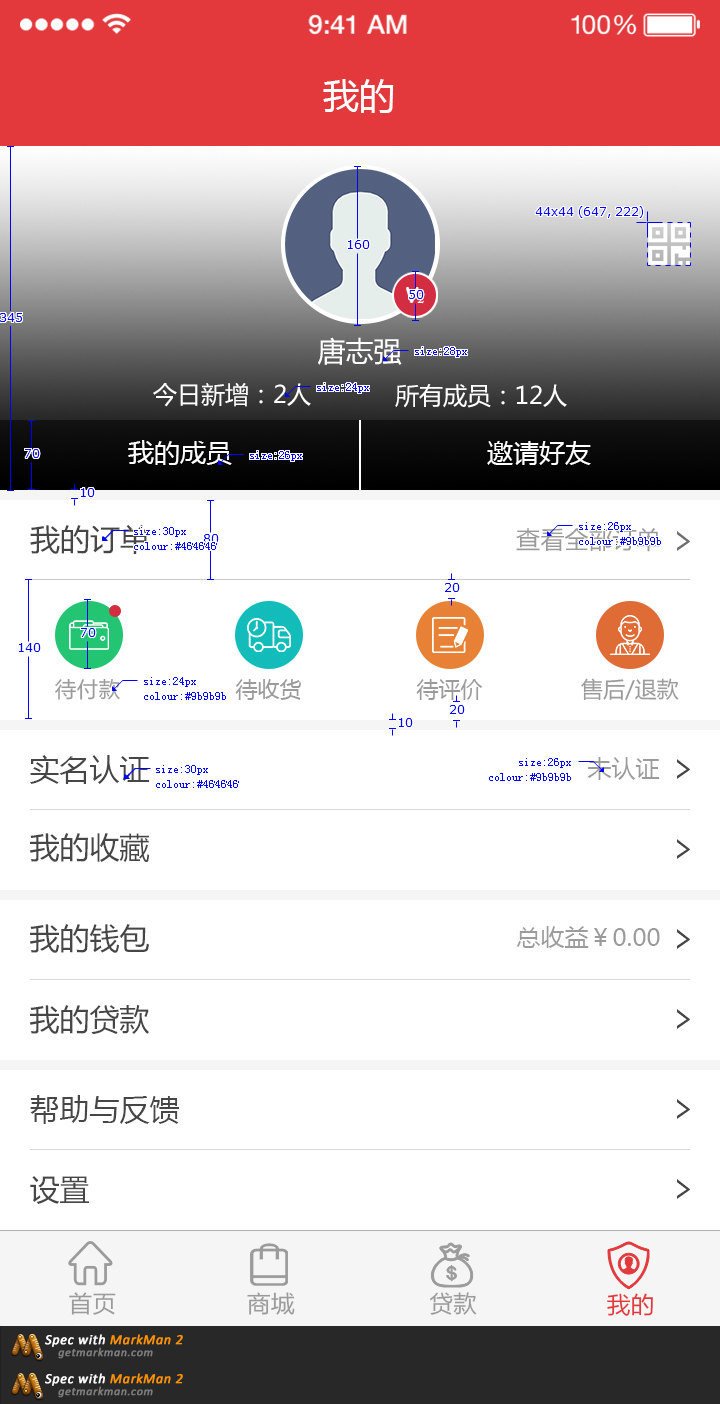 9:41 AM
100%
我的
44x44 (647, 222)
160
50
345
唐志强
size:28px
今日新增：2人
size:24px
所有成员：12人
70
我的成员
size:26px
邀请好友
10
我的订单
size:30px
colour:#464646
80
查看全部订单
size:26px
colour:#9b9b9b
20
140
70
待付款
size:24px
colour:#9b9b9b
待收货
待评价
售后/退款
20
10
实名认证
size:30px
colour:#464646
size:26px
colour:#9b9b9b
未认证
我的收藏
我的钱包
总收益￥0.00
我的贷款
帮助与反馈
设置
$
首页
商城
贷款
我的
Spec with MarkMan 2
getmarkman.com
Spec with MarkMan 2
getmarkman.com